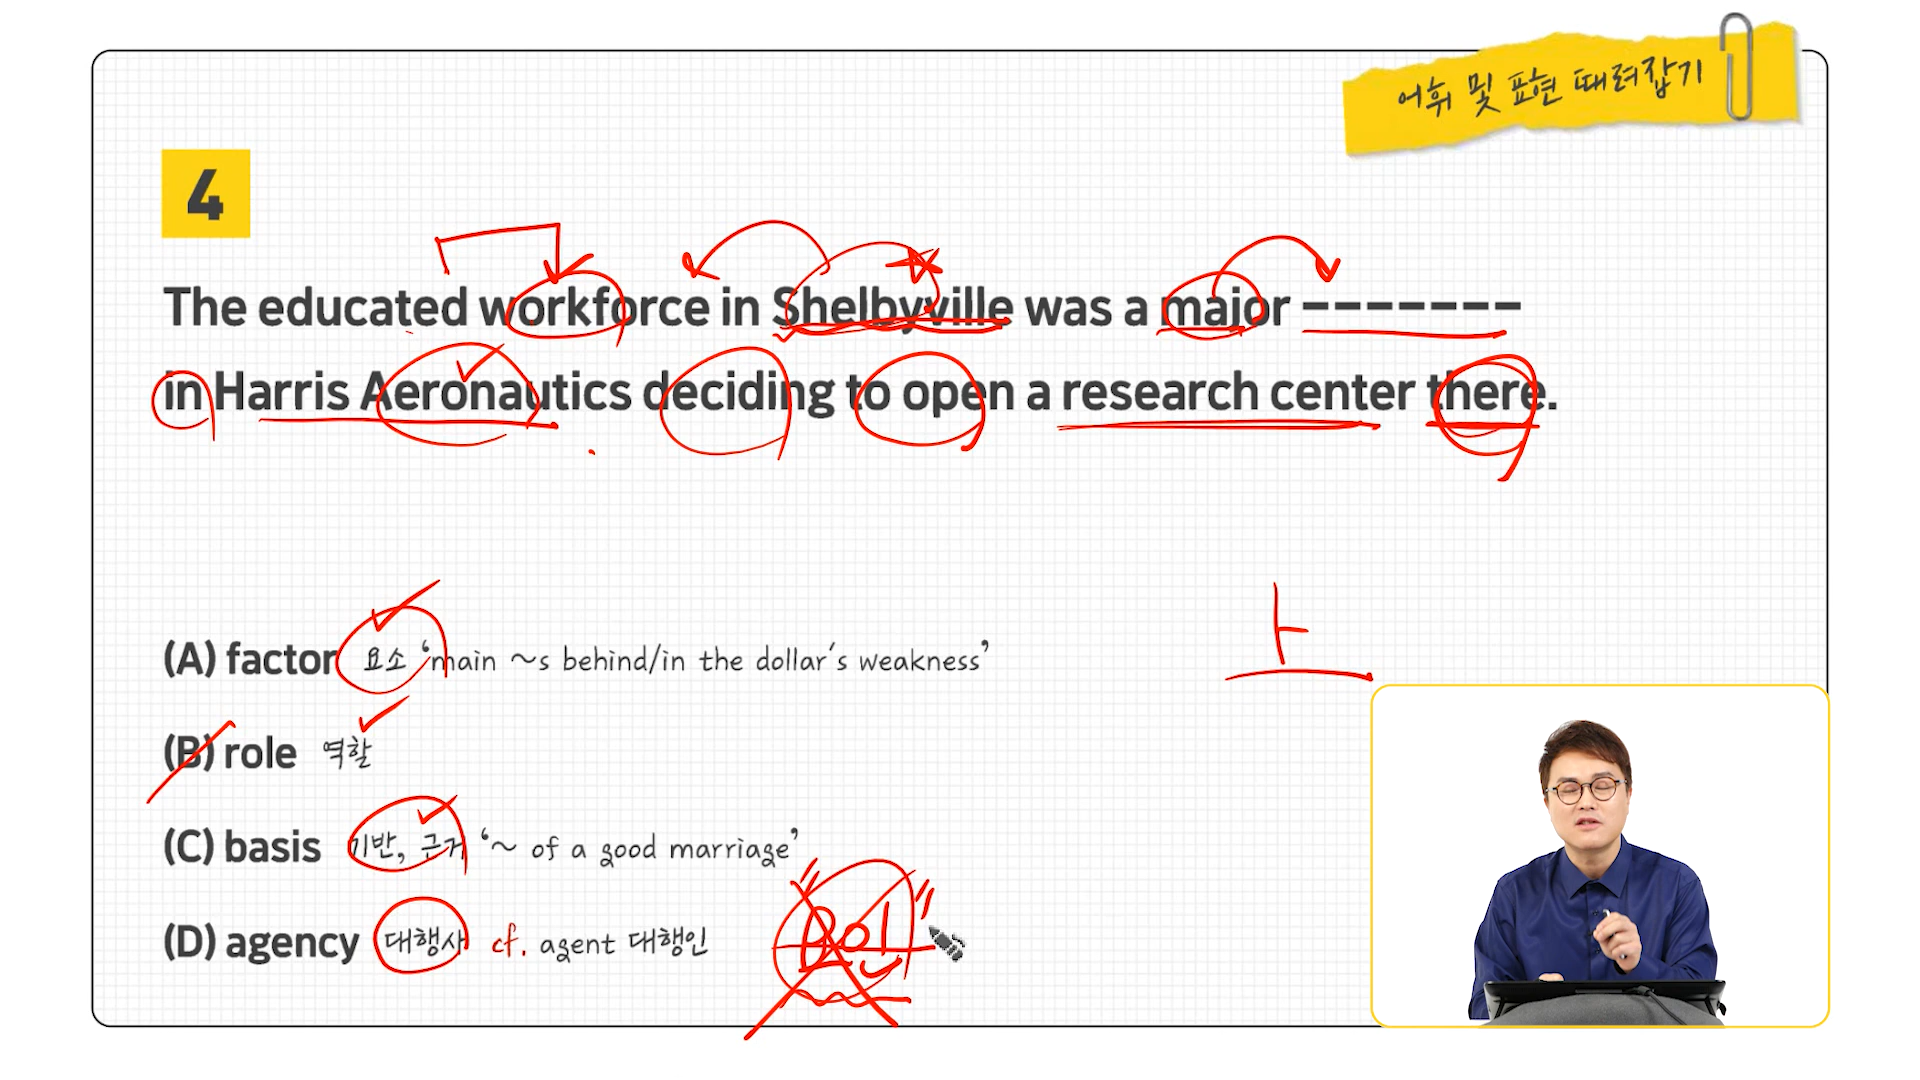 어휘 및 표현 때려잡기
4
The educated workforce in Shelbyville was a major -------
in Harris Aeronautics deciding to open a research center there.
(A) factor 요소 ‘main ~s behind/in the dollar's weakness’
(B) role 역할
(C) basis 기반, 근거 ‘~ of a good marriage’
(D) agency 대행사 cf. agent 대행인